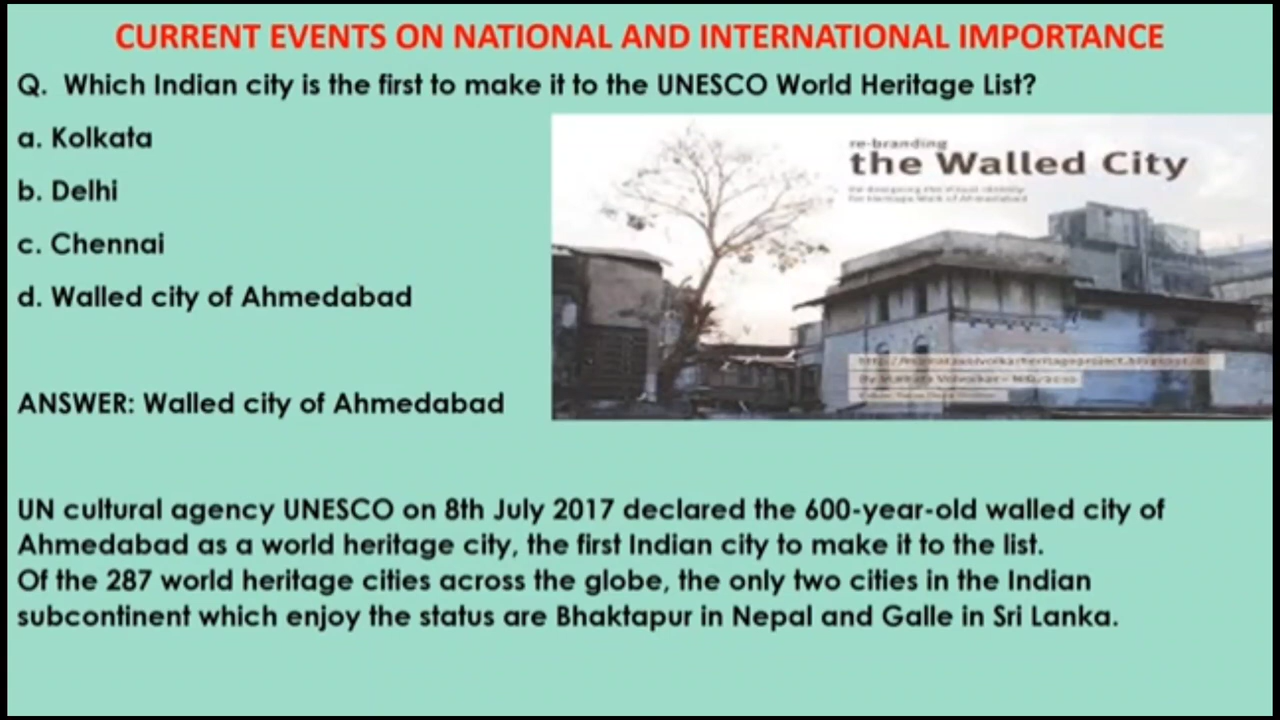 CURRENT EVENTS ON NATIONAL AND INTERNATIONAL IMPORTANCE
Q. Which Indian city is the first to make it to the UNESCO World Heritage List?
a. Kolkata
b. Delhi
c. Chennai
d. Walled city of Ahmedabad
re-branding
the Walled City
ANSWER: Walled city of Ahmedabad
UN cultural agency UNESCO on 8th July 2017 declared the 600-year-old walled city of
Ahmedabad as a world heritage city, the first Indian city to make it to the list.
Of the 287 world heritage cities across the globe, the only two cities in the Indian
subcontinent which enjoy the status are Bhaktapur in Nepal and Galle in Sri Lanka.